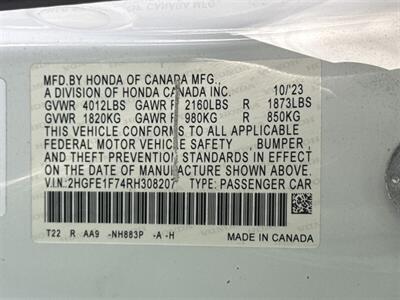 MFD.BY HONDA OF CANADA MFG.,
A DIVISION OF HONDA CANADA INC. 10/'23
GVWR 4012LBS GAWR F 2160LBS R 1873LBS
GVWR 1820KG GAWR F 980KG R 850KG
THIS VEHICLE CONFORMS TO ALL APPLICABLE
FEDERAL MOTOR VEHICLE SAFETY, BUMPER,
AND THEFT PREVENTION STANDARDS IN EFFECT
ON THE DATE OF MANUFACTURE SHOWN ABOVE.
V.I.N.:2HGFE1F74RH308207 TYPE:PASSENGER CAR
T22 R AA9 -NH883P -A -H MADE IN CANADA